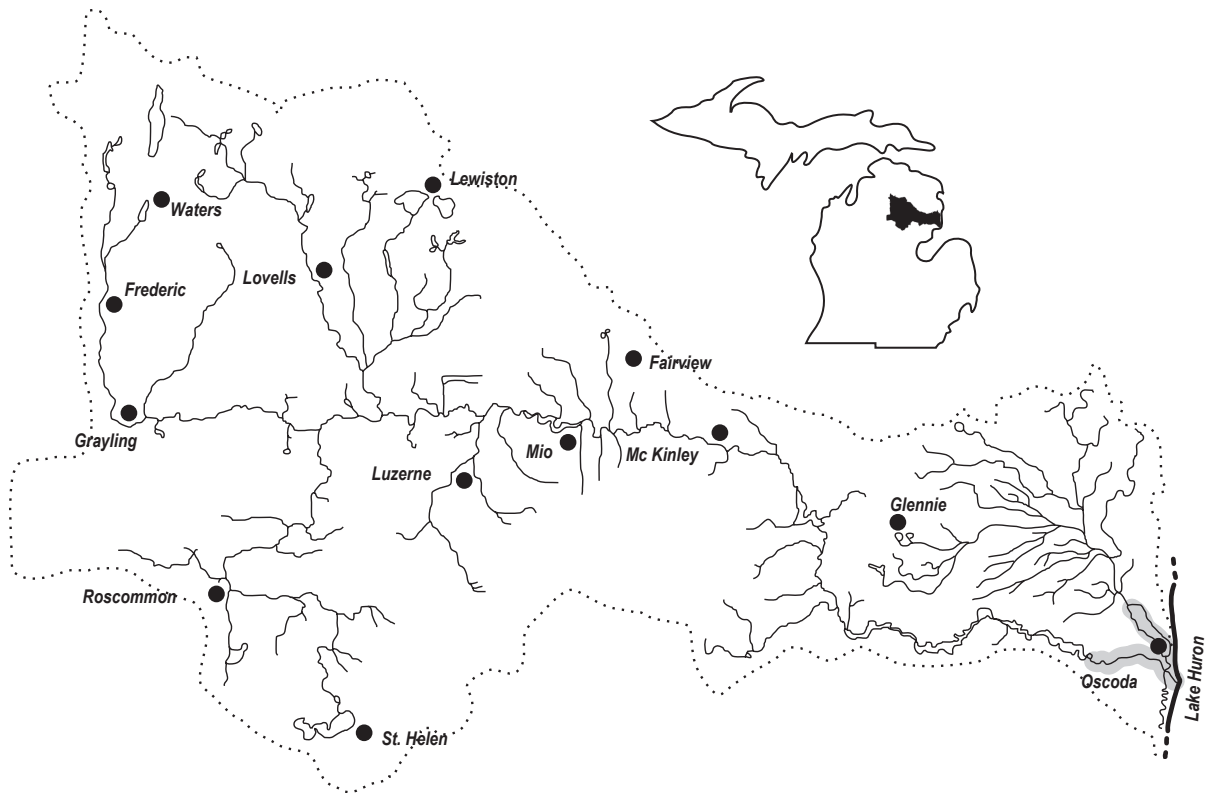 Lewiston
Waters
Lovells
Frederic
Fairview
Grayling
Mio
Mc Kinley
Luzerne
Glennie
Roscommon
Oscoda
Lake Huron
St. Helen